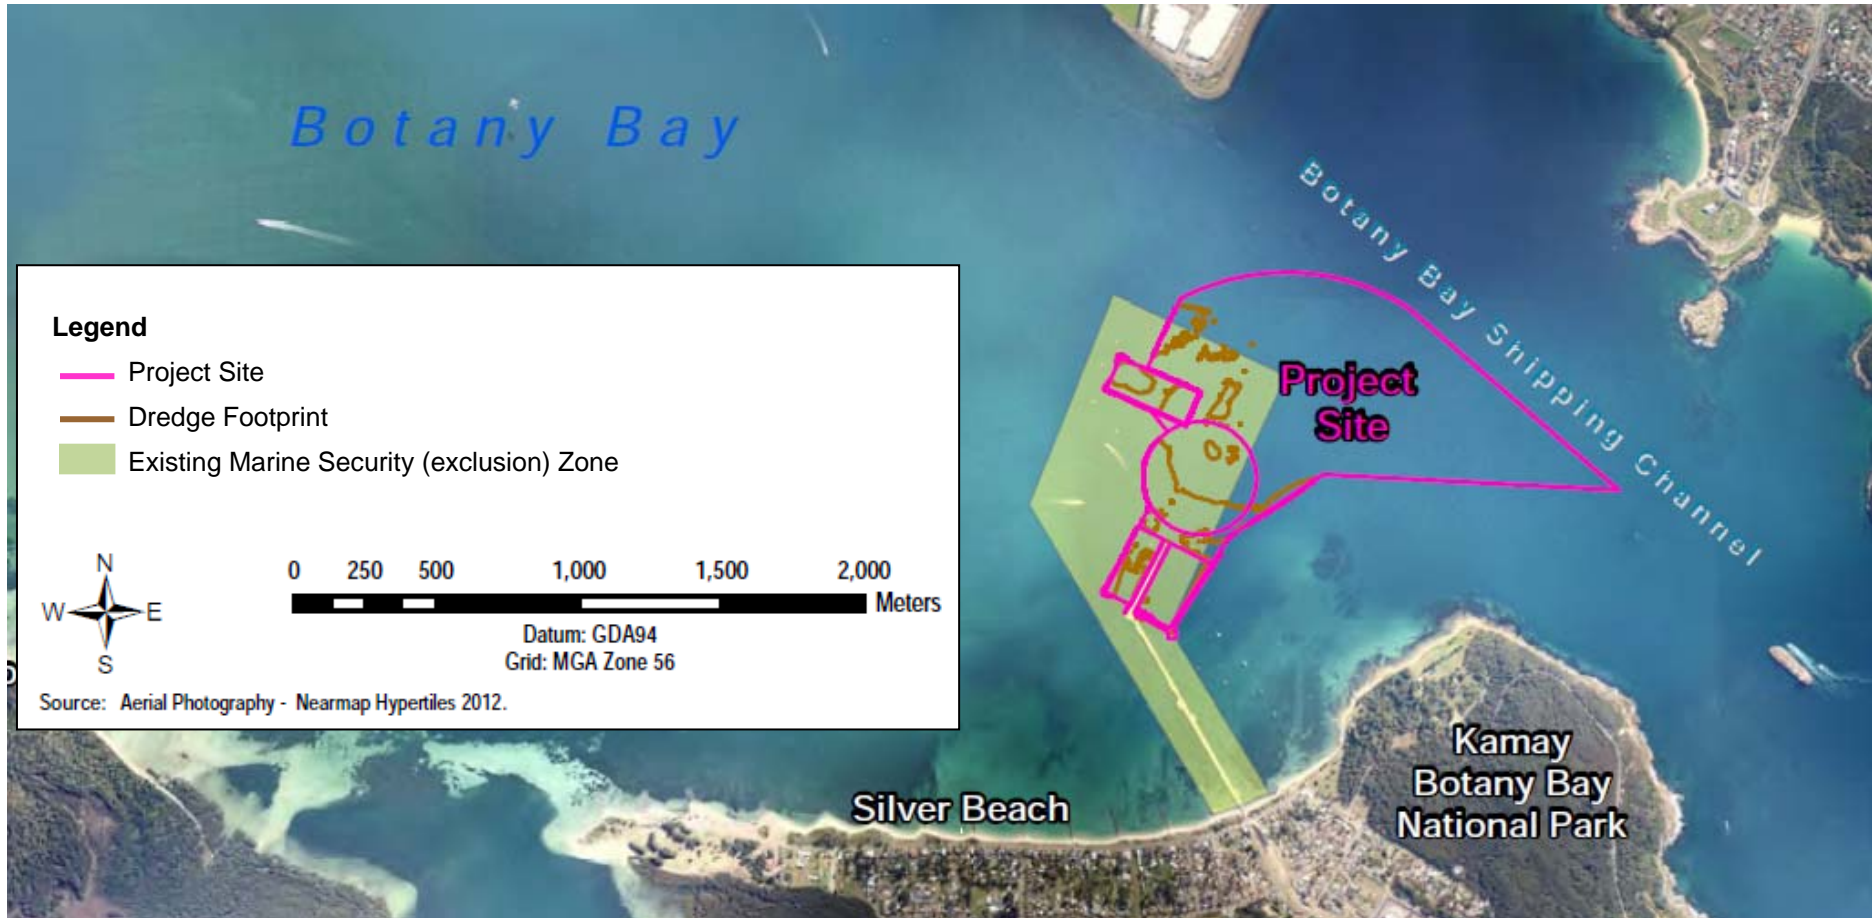 Botany Bay
Botany Bay Shipping Channel
Legend
Project Site
Dredge Footprint
Existing Marine Security (exclusion) Zone
N
W E
S
0 250 500 1,000 1,500 2,000
Meters
Datum: GDA94
Grid: MGA Zone 56
Source: Aerial Photography - Nearmap Hypertiles 2012.
Project
Site
Silver Beach
Kamay
Botany Bay
National Park